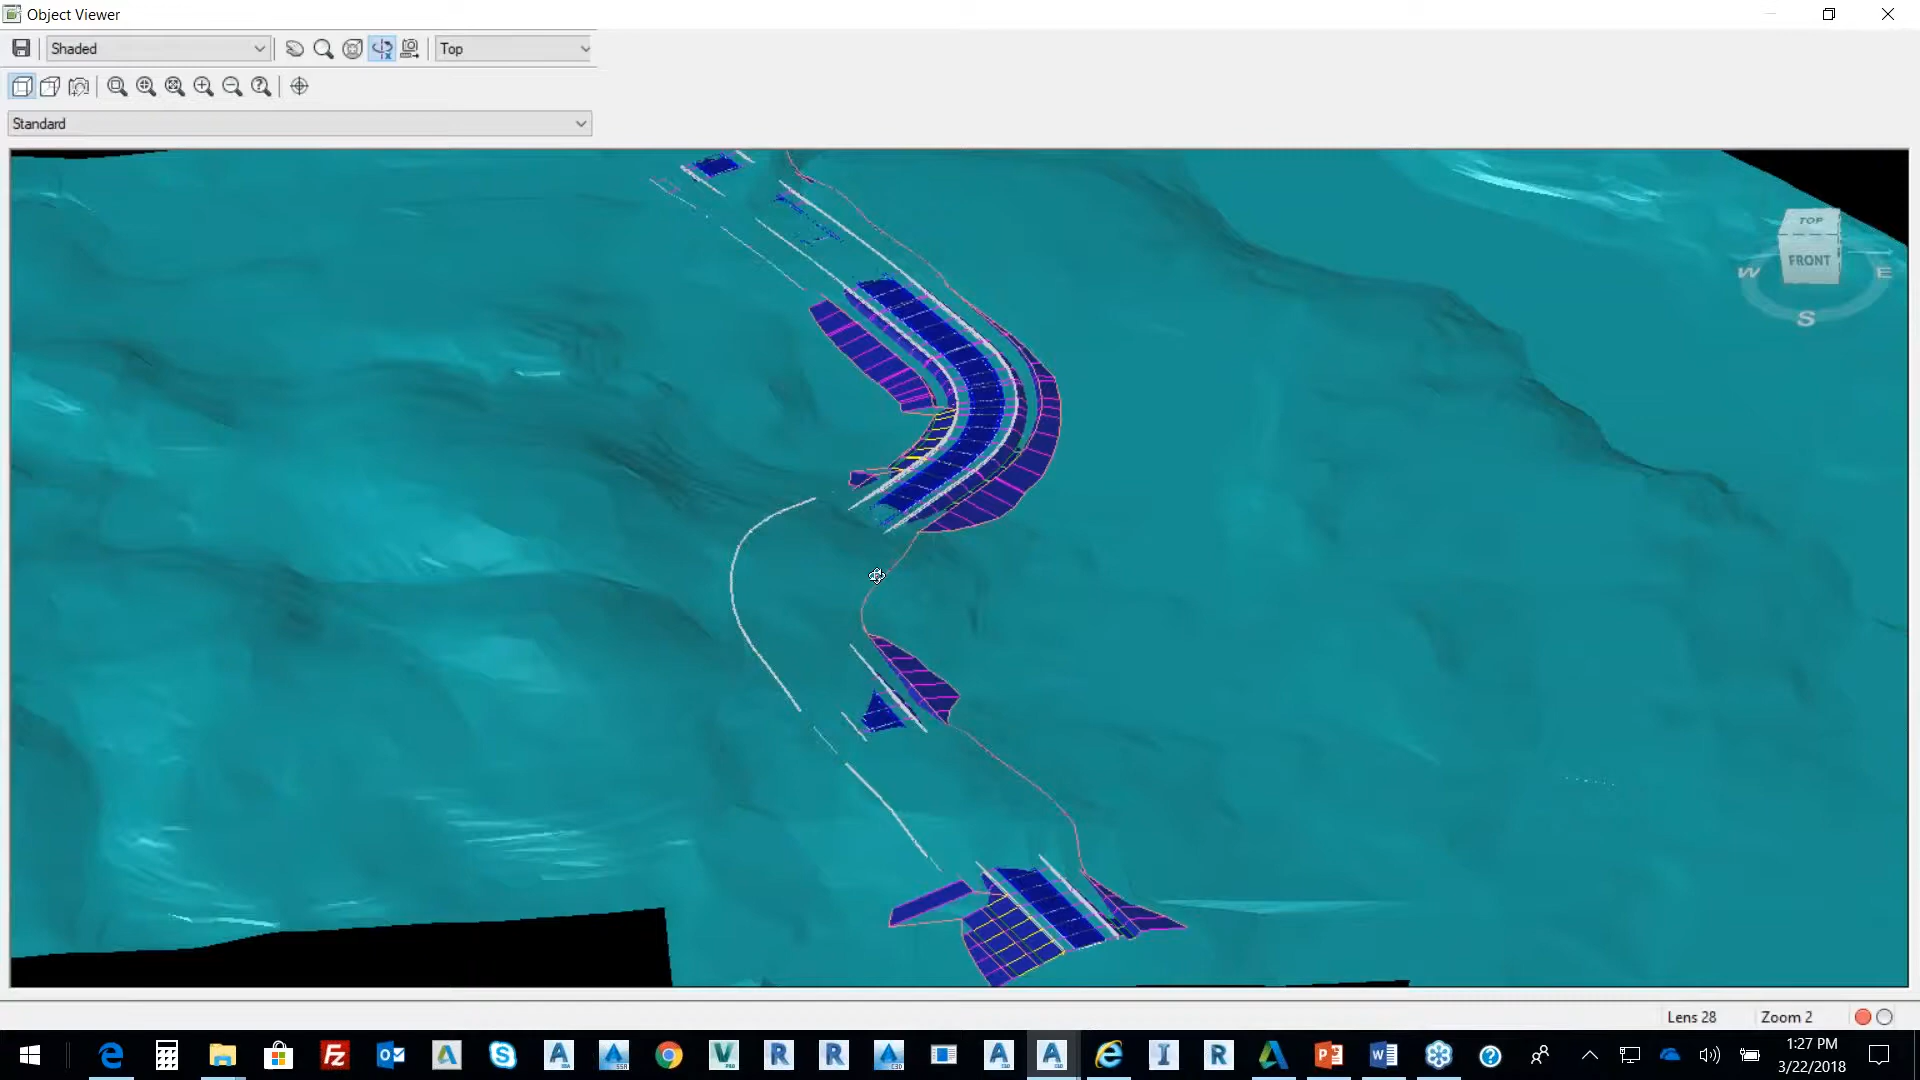 Object Viewer
Shaded
Top
Standard
TOP
FRONT
W
E
S
Lens 28
Zoom 2
1:27 PM
3/22/2018